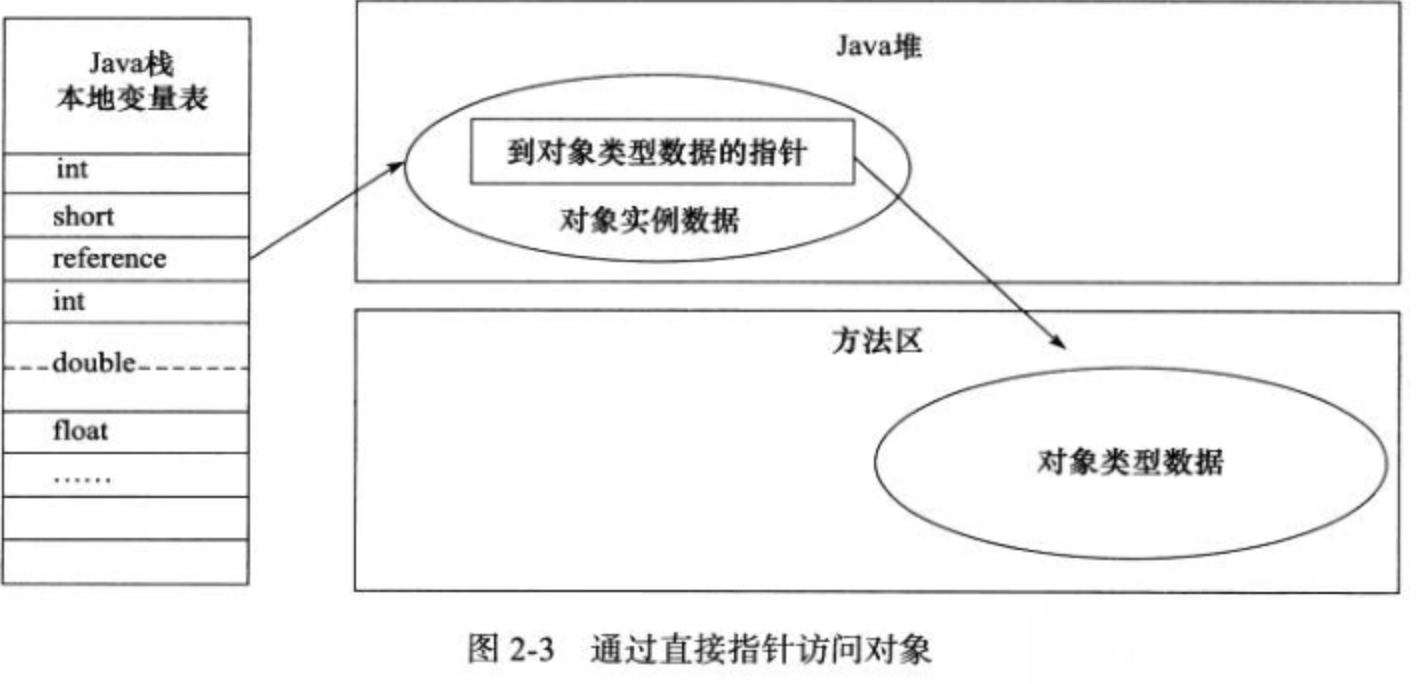 Java栈
本地变量表
int
short
reference
int
double
float
……
Java堆
到对象类型数据的指针
对象实例数据
方法区
对象类型数据
图 2-3 通过直接指针访问对象